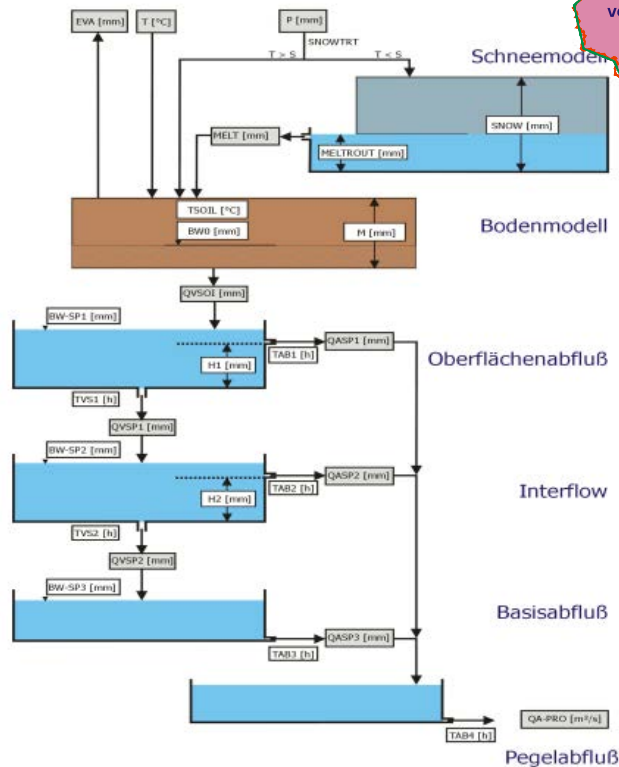 ve
EVA [mm]
T [°C]
P [mm]
SNOWTRT
T > S
T < S
Schneemodell
SNOW [mm]
MELT [mm]
MELTROUT [mm]
TSOIL [°C]
BW0 [mm]
M [mm]
Bodenmodell
QVSOI [mm]
BW-SP1 [mm]
H1 [mm]
TAB1 [h]
QASP1 [mm]
Oberflächenabfluß
TVS1 [h]
QVSP1 [mm]
BW-SP2 [mm]
H2 [mm]
TAB2 [h]
QASP2 [mm]
Interflow
TVS2 [h]
QVSP2 [mm]
BW-SP3 [mm]
Basisabfluß
TAB3 [h]
QASP3 [mm]
TAB4 [h]
QA-PRO [m³/s]
Pegelabfluß